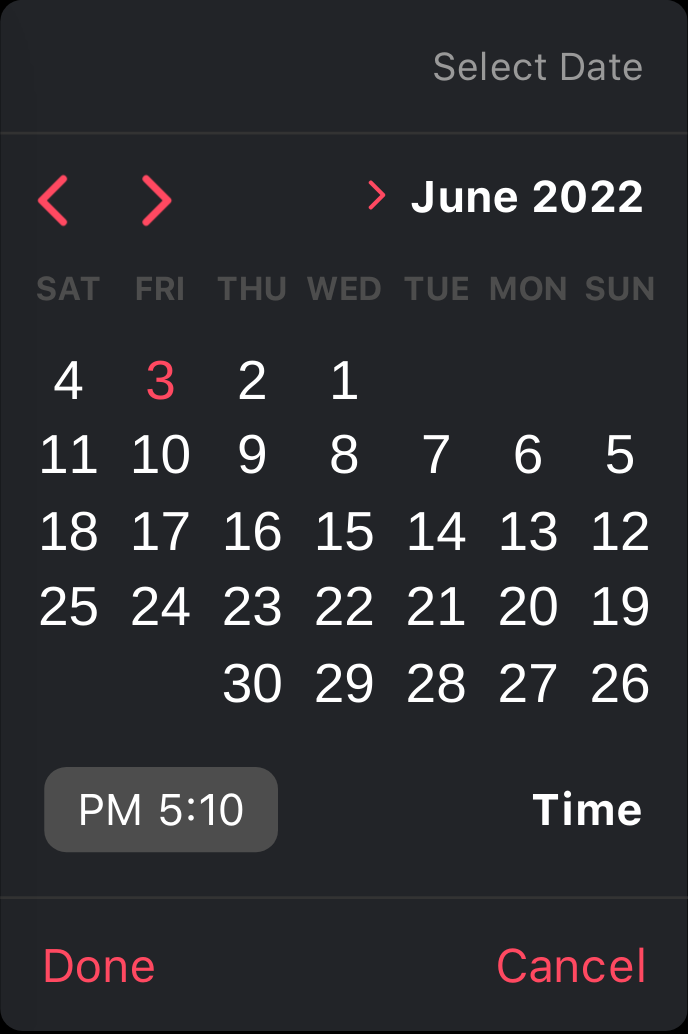 Select Date
June 2022
SAT FRI THU WED TUE MON SUN
4 3 2 1
11 10 9 8 7 6 5
18 17 16 15 14 13 12
25 24 23 22 21 20 19
30 29 28 27 26
PM 5:10 Time
Done Cancel